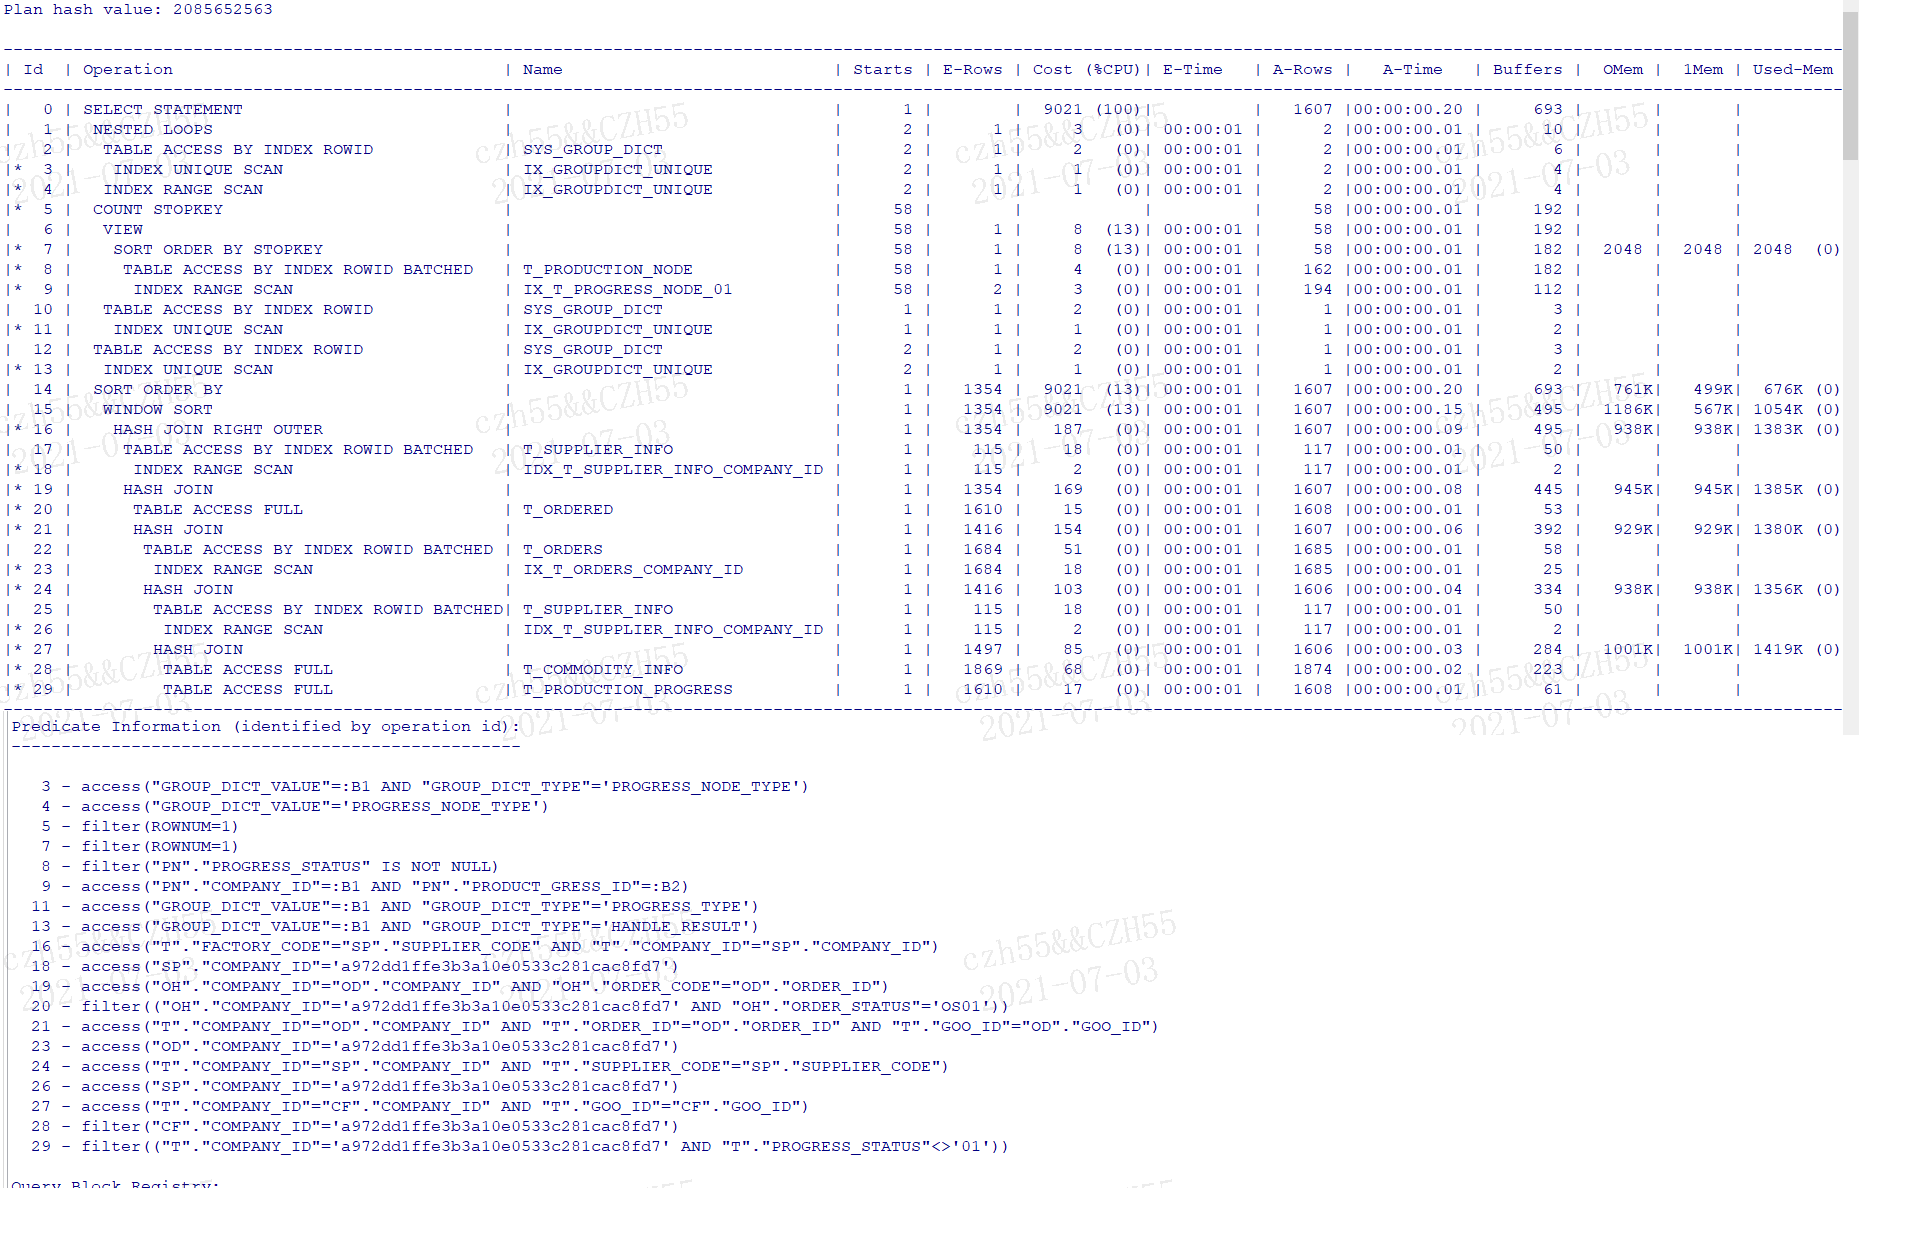 Plan hash value: 2085652563
| Id | Operation | Name | Starts | E-Rows | Cost (%CPU)| E-Time | A-Rows | A-Time | Buffers | OMem | 1Mem | Used-Mem
| 0 | SELECT STATEMENT | | 1 | | 9021 (100)| | 1607 |00:00:00.20 | 693 | | |
| 1 | NESTED LOOPS | | 2 | 1 | 3 (0)| 00:00:01 | 2 |00:00:00.01 | 10 | | |
| 2 | TABLE ACCESS BY INDEX ROWID | SYS_GROUP_DICT | 2 | 1 | 2 (0)| 00:00:01 | 2 |00:00:00.01 | 6 | | |
|* 3 | INDEX UNIQUE SCAN | IX_GROUPDICT_UNIQUE | 2 | 1 | 1 (0)| 00:00:01 | 2 |00:00:00.01 | 4 | | |
|* 4 | INDEX RANGE SCAN | IX_GROUPDICT_UNIQUE | 2 | 1 | 1 (0)| 00:00:01 | 2 |00:00:00.01 | 4 | | |
|* 5 | COUNT STOPKEY | | 58 | | | | 58 |00:00:00.01 | 192 | | |
| 6 | VIEW | | 58 | 1 | 8 (13)| 00:00:01 | 58 |00:00:00.01 | 192 | | |
|* 7 | SORT ORDER BY STOPKEY | | 58 | 1 | 8 (13)| 00:00:01 | 58 |00:00:00.01 | 182 | 2048 | 2048 | 2048 (0)|
|* 8 | TABLE ACCESS BY INDEX ROWID BATCHED | T_PRODUCTION_NODE | 58 | 1 | 4 (0)| 00:00:01 | 162 |00:00:00.01 | 182 | | |
|* 9 | INDEX RANGE SCAN | IX_T_PROGRESS_NODE_01 | 58 | 2 | 3 (0)| 00:00:01 | 194 |00:00:00.01 | 112 | | |
| 10 | TABLE ACCESS BY INDEX ROWID | SYS_GROUP_DICT | 1 | 1 | 2 (0)| 00:00:01 | 1 |00:00:00.01 | 3 | | |
|* 11 | INDEX UNIQUE SCAN | IX_GROUPDICT_UNIQUE | 1 | 1 | 1 (0)| 00:00:01 | 1 |00:00:00.01 | 2 | | |
| 12 | TABLE ACCESS BY INDEX ROWID | SYS_GROUP_DICT | 2 | 1 | 2 (0)| 00:00:01 | 1 |00:00:00.01 | 3 | | |
|* 13 | INDEX UNIQUE SCAN | IX_GROUPDICT_UNIQUE | 2 | 1 | 1 (0)| 00:00:01 | 1 |00:00:00.01 | 2 | | |
| 14 | SORT ORDER BY | | 1 | 1354 | 9021 (13)| 00:00:01 | 1607 |00:00:00.20 | 693 | 761K| 499K| 676K (0)|
| 15 | WINDOW SORT | | 1 | 1354 | 9021 (13)| 00:00:01 | 1607 |00:00:00.15 | 495 | 1186K| 567K| 1054K (0)|
|* 16 | HASH JOIN RIGHT OUTER | | 1 | 1354 | 187 (0)| 00:00:01 | 1607 |00:00:00.09 | 495 | 938K| 938K| 1383K (0)|
| 17 | TABLE ACCESS BY INDEX ROWID BATCHED | T_SUPPLIER_INFO | 1 | 115 | 18 (0)| 00:00:01 | 117 |00:00:00.01 | 50 | | |
|* 18 | INDEX RANGE SCAN | IDX_T_SUPPLIER_INFO_COMPANY_ID | 1 | 115 | 2 (0)| 00:00:01 | 117 |00:00:00.01 | 2 | | |
|* 19 | HASH JOIN | | 1 | 1354 | 169 (0)| 00:00:01 | 1607 |00:00:00.08 | 445 | 945K| 945K| 1385K (0)|
|* 20 | TABLE ACCESS FULL | T_ORDERED | 1 | 1610 | 15 (0)| 00:00:01 | 1608 |00:00:00.01 | 53 | | |
|* 21 | HASH JOIN | | 1 | 1416 | 154 (0)| 00:00:01 | 1607 |00:00:00.06 | 392 | 929K| 929K| 1380K (0)|
| 22 | TABLE ACCESS BY INDEX ROWID BATCHED | T_ORDERS | 1 | 1684 | 51 (0)| 00:00:01 | 1685 |00:00:00.01 | 58 | | |
|* 23 | INDEX RANGE SCAN | IX_T_ORDERS_COMPANY_ID | 1 | 1684 | 18 (0)| 00:00:01 | 1685 |00:00:00.01 | 25 | | |
|* 24 | HASH JOIN | | 1 | 1416 | 103 (0)| 00:00:01 | 1606 |00:00:00.04 | 334 | 938K| 938K| 1356K (0)|
| 25 | TABLE ACCESS BY INDEX ROWID BATCHED| T_SUPPLIER_INFO | 1 | 115 | 18 (0)| 00:00:01 | 117 |00:00:00.01 | 50 | | |
|* 26 | INDEX RANGE SCAN | IDX_T_SUPPLIER_INFO_COMPANY_ID | 1 | 115 | 2 (0)| 00:00:01 | 117 |00:00:00.01 | 2 | | |
|* 27 | HASH JOIN | | 1 | 1497 | 85 (0)| 00:00:01 | 1606 |00:00:00.03 | 284 | 1001K| 1001K| 1419K (0)|
|* 28 | TABLE ACCESS FULL | T_COMMODITY_INFO | 1 | 1869 | 68 (0)| 00:00:01 | 1874 |00:00:00.02 | 223 | | |
|* 29 | TABLE ACCESS FULL | T_PRODUCTION_PROGRESS | 1 | 1610 | 17 (0)| 00:00:01 | 1608 |00:00:00.01 | 61 | | |
Predicate Information (identified by operation id):
---------------------------------------------------
3 - access("GROUP_DICT_VALUE"=:B1 AND "GROUP_DICT_TYPE"='PROGRESS_NODE_TYPE')
4 - access("GROUP_DICT_VALUE"='PROGRESS_NODE_TYPE')
5 - filter(ROWNUM=1)
7 - filter(ROWNUM=1)
8 - filter("PN"."PROGRESS_STATUS" IS NOT NULL)
9 - access("PN"."COMPANY_ID"=:B1 AND "PN"."PRODUCT_GRESS_ID"=:B2)
11 - access("GROUP_DICT_VALUE"=:B1 AND "GROUP_DICT_TYPE"='PROGRESS_TYPE')
13 - access("GROUP_DICT_VALUE"=:B1 AND "GROUP_DICT_TYPE"='HANDLE_RESULT')
16 - access("T"."FACTORY_CODE"="SP"."SUPPLIER_CODE" AND "T"."COMPANY_ID"="SP"."COMPANY_ID")
18 - access("SP"."COMPANY_ID"='a972dd1ffe3b3a10e0533c281cac8fd7')
19 - access("OH"."COMPANY_ID"="OD"."COMPANY_ID" AND "OH"."ORDER_CODE"="OD"."ORDER_ID")
20 - filter(("OH"."COMPANY_ID"='a972dd1ffe3b3a10e0533c281cac8fd7' AND "OH"."ORDER_STATUS"='OS01'))
21 - access("T"."COMPANY_ID"="OD"."COMPANY_ID" AND "T"."ORDER_ID"="OD"."ORDER_ID" AND "T"."GOO_ID"="OD"."GOO_ID")
23 - access("OD"."COMPANY_ID"='a972dd1ffe3b3a10e0533c281cac8fd7')
24 - access("T"."COMPANY_ID"="SP"."COMPANY_ID" AND "T"."SUPPLIER_CODE"="SP"."SUPPLIER_CODE")
26 - access("SP"."COMPANY_ID"='a972dd1ffe3b3a10e0533c281cac8fd7')
27 - access("T"."COMPANY_ID"="CF"."COMPANY_ID" AND "T"."GOO_ID"="CF"."GOO_ID")
28 - filter("CF"."COMPANY_ID"='a972dd1ffe3b3a10e0533c281cac8fd7')
29 - filter(("T"."COMPANY_ID"='a972dd1ffe3b3a10e0533c281cac8fd7' AND "T"."PROGRESS_STATUS"<>'01'))
Query Block Registry:
czh55&&CZH55
2021-07-03